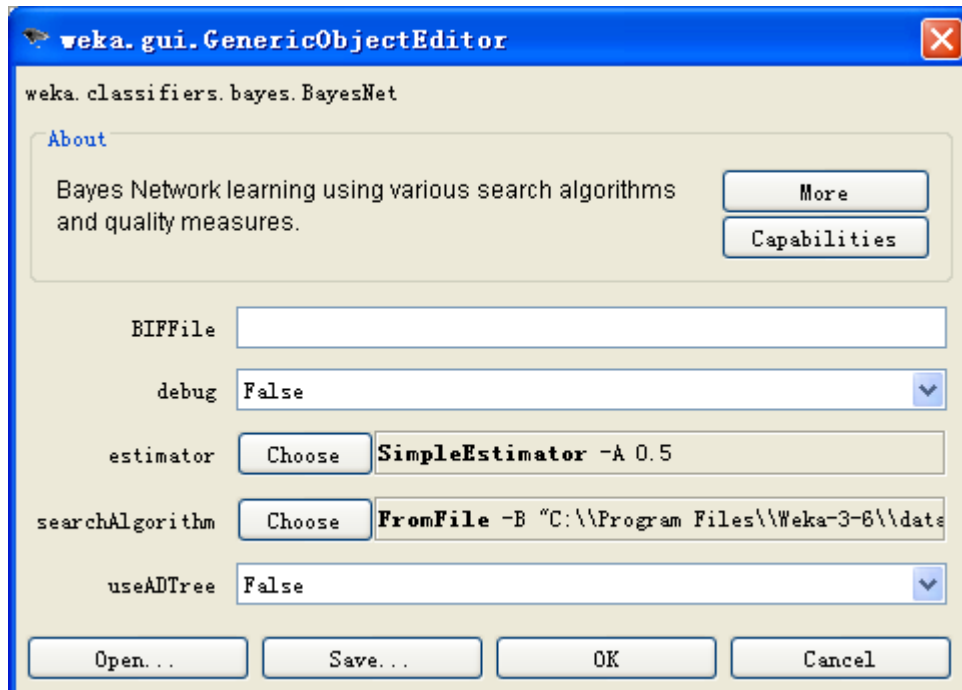 weka.gui.GenericObjectEditor
weka.classifiers.bayes.BayesNet
About
Bayes Network learning using various search algorithms
and quality measures.
More
Capabilities
BIFFile
debug False
estimator Choose SimpleEstimator -A 0.5
searchAlgorithm Choose FromFile -B "C:\\Program Files\\Weka-3-6\\data
useADTree False
Open... Save... OK Cancel